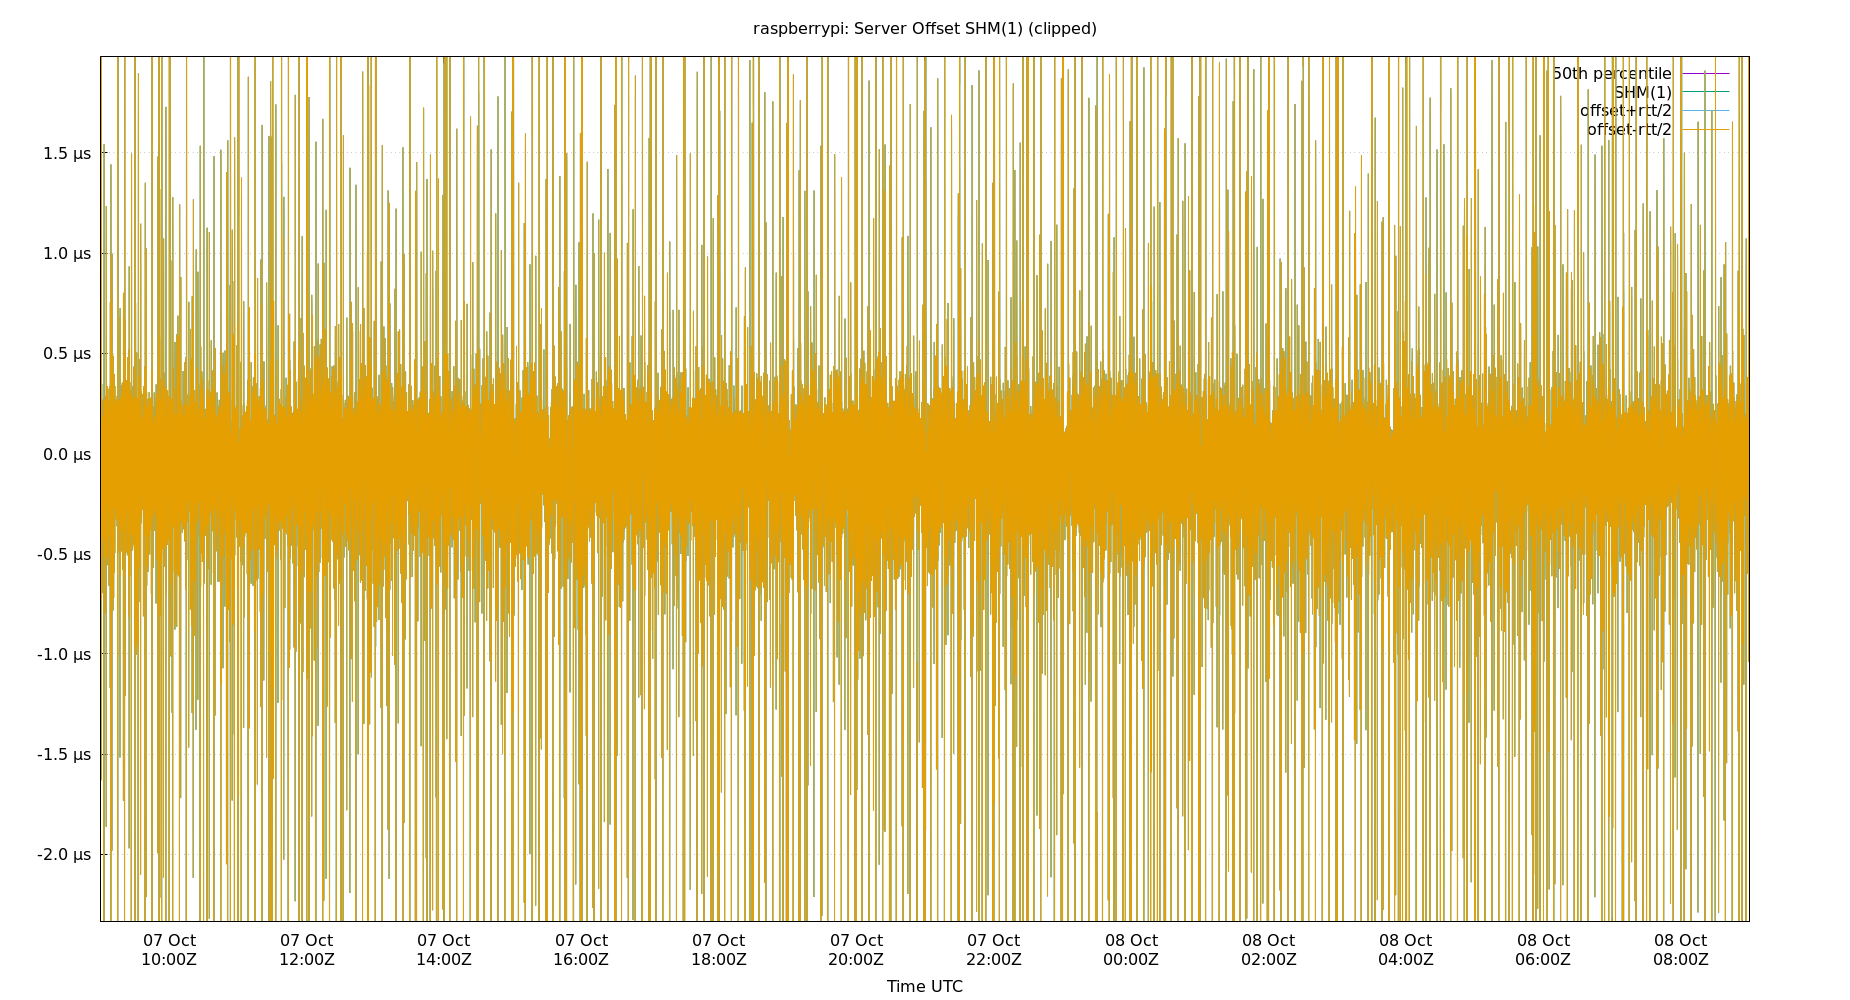 raspberrypi: Server Offset SHM(1) (clipped)
50th percentile
SHM(1)
offset+rtt/2
offset-rtt/2
1.5 µs
1.0 µs
0.5 µs
0.0 µs
-0.5 µs
-1.0 µs
-1.5 µs
-2.0 µs
07 Oct 07 Oct 07 Oct 07 Oct 07 Oct 07 Oct 07 Oct 08 Oct 08 Oct 08 Oct 08 Oct 08 Oct
10:00Z 12:00Z 14:00Z 16:00Z 18:00Z 20:00Z 22:00Z 00:00Z 02:00Z 04:00Z 06:00Z 08:00Z
Time UTC